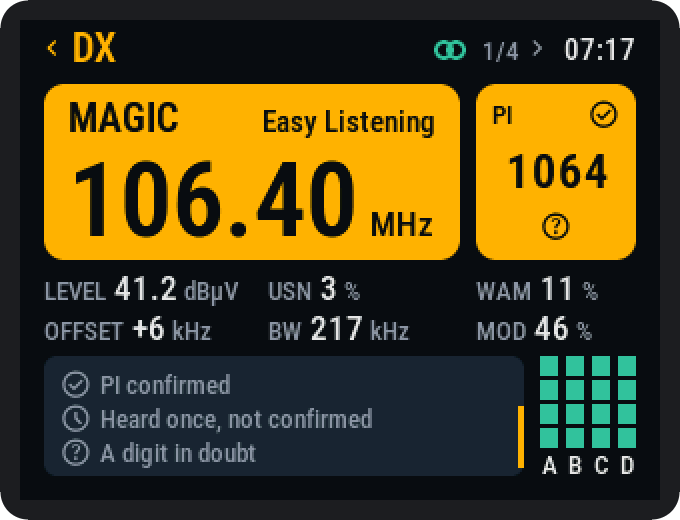 DX 1/4 07:17
MAGIC Easy Listening
106.40 MHz
PI
1064
LEVEL 41.2 dBµV USN 3 % WAM 11 %
OFFSET +6 kHz BW 217 kHz MOD 46 %
PI confirmed
Heard once, not confirmed
A digit in doubt
A B C D